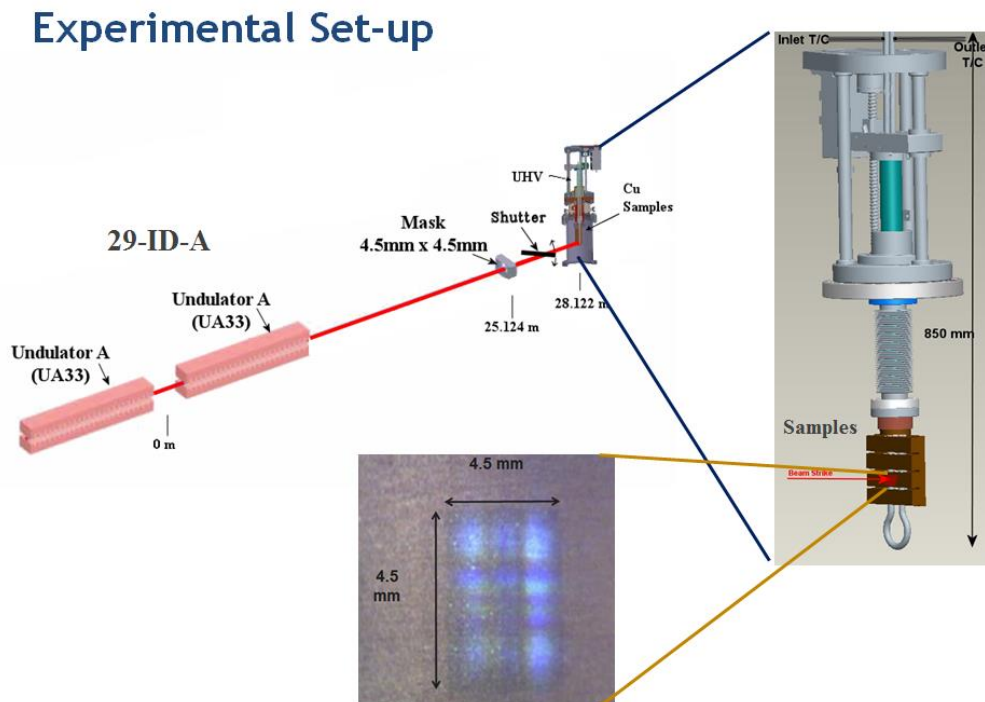 Experimental Set-up
Inlet T/C
Outle
T/C
UHV
Cu
Samples
Shutter
Mask
4.5mm x 4.5mm
29-ID-A
28.122 m
Undulator A
(UA33)
25.124 m
850 mm
Undulator A
(UA33)
0 m
Samples
4.5 mm
Beam Strike
4.5
mm